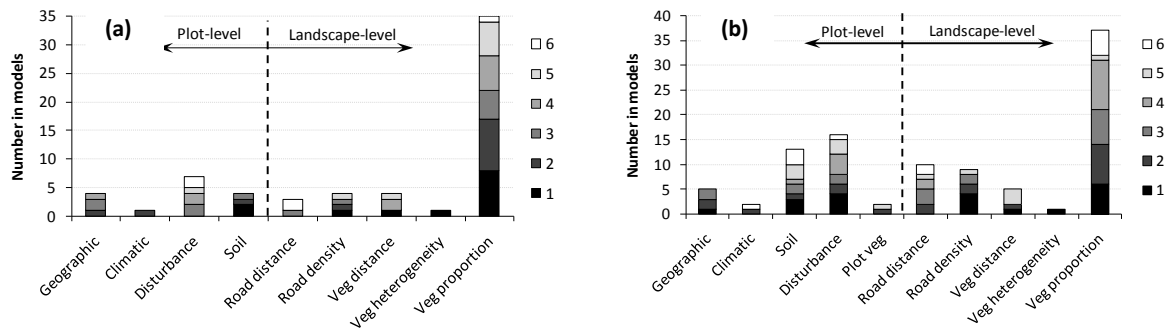 (a)
Plot-level
Landscape-level
Number in models
35
30
25
20
15
10
5
0
Geographic
Climatic
Disturbance
Soil
Road distance
Road density
Veg distance
Veg heterogeneity
Veg proportion
6
5
4
3
2
1
(b)
Plot-level
Landscape-level
Number in models
40
35
30
25
20
15
10
5
0
Geographic
Climatic
Soil
Disturbance
Plot veg
Road distance
Road density
Veg distance
Veg heterogeneity
Veg proportion
6
5
4
3
2
1